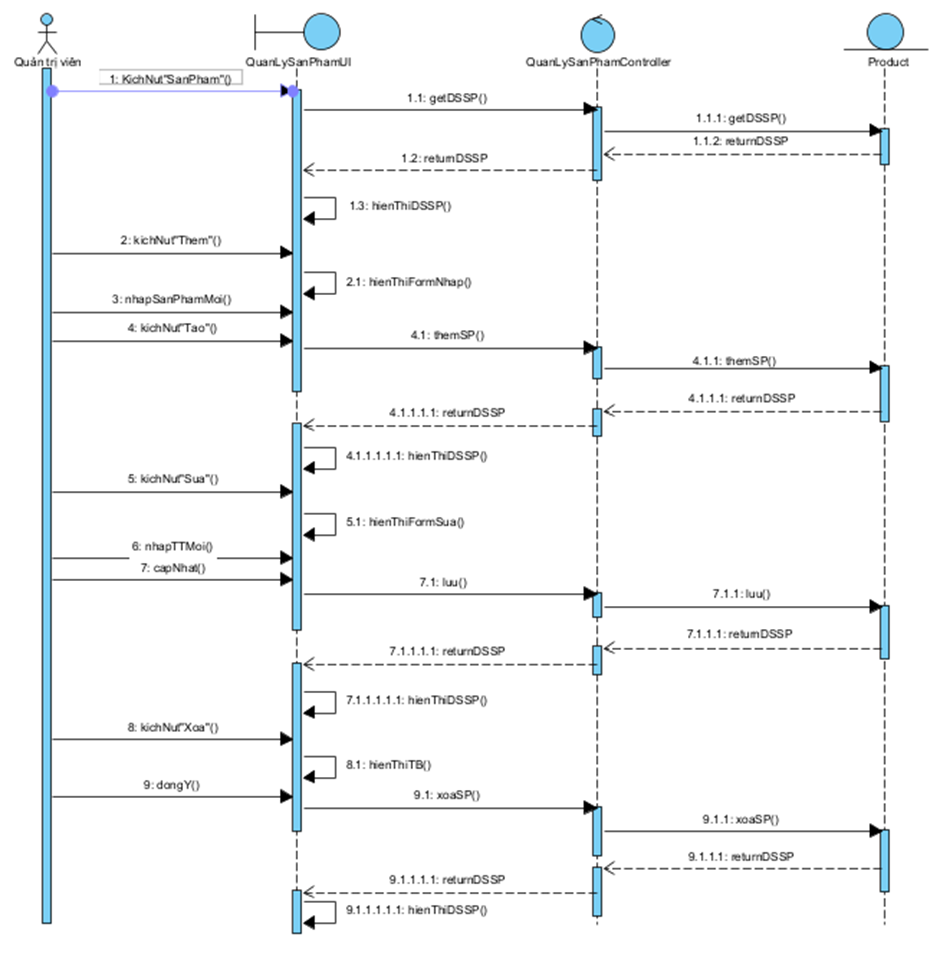 Quản trị viên
QuanLySanPhamUI
QuanLySanPhamController
Product
1: KichNut"SanPham"()
1.1: getDSSP()
1.1.1: getDSSP()
1.1.2: returnDSSP
1.2: returnDSSP
1.3: hienThiDSSP()
2: kichNut"Them"()
2.1: hienThiFormNhap()
3: nhapSanPhamMoi()
4: kichNut"Tao"()
4.1: themSP()
4.1.1: themSP()
4.1.1.1: returnDSSP
4.1.1.1.1: returnDSSP
4.1.1.1.1.1: hienThiDSSP()
5: kichNut"Sua"()
5.1: hienThiFormSua()
6: nhapTTMoi()
7: capNhat()
7.1: luu()
7.1.1: luu()
7.1.1.1: returnDSSP
7.1.1.1.1: returnDSSP
7.1.1.1.1.1: hienThiDSSP()
8: kichNut"Xoa"()
8.1: hienThiTB()
9: dongY()
9.1: xoaSP()
9.1.1: xoaSP()
9.1.1.1: returnDSSP
9.1.1.1.1: returnDSSP
9.1.1.1.1.1: hienThiDSSP()